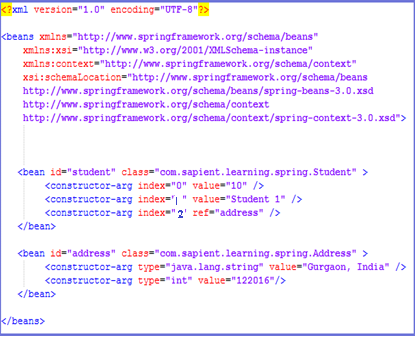 <?xml version="1.0" encoding="UTF-8"?>
<beans xmlns="http://www.springframework.org/schema/beans"
xmlns:xsi="http://www.w3.org/2001/XMLSchema-instance"
xmlns:context="http://www.springframework.org/schema/context"
xsi:schemaLocation="http://www.springframework.org/schema/beans
http://www.springframework.org/schema/beans/spring-beans-3.0.xsd
http://www.springframework.org/schema/context
http://www.springframework.org/schema/context/spring-context-3.0.xsd">
<bean id="student" class="com.sapient.learning.spring.Student" >
<constructor-arg index="0" value="10" />
<constructor-arg index=" " value="Student 1" />
<constructor-arg index="2" ref="address" />
</bean>
<bean id="address" class="com.sapient.learning.spring.Address" >
<constructor-arg type="java.lang.string" value="Gurgaon, India" />
<constructor-arg type="int" value="122016"/>
</bean>
</beans>